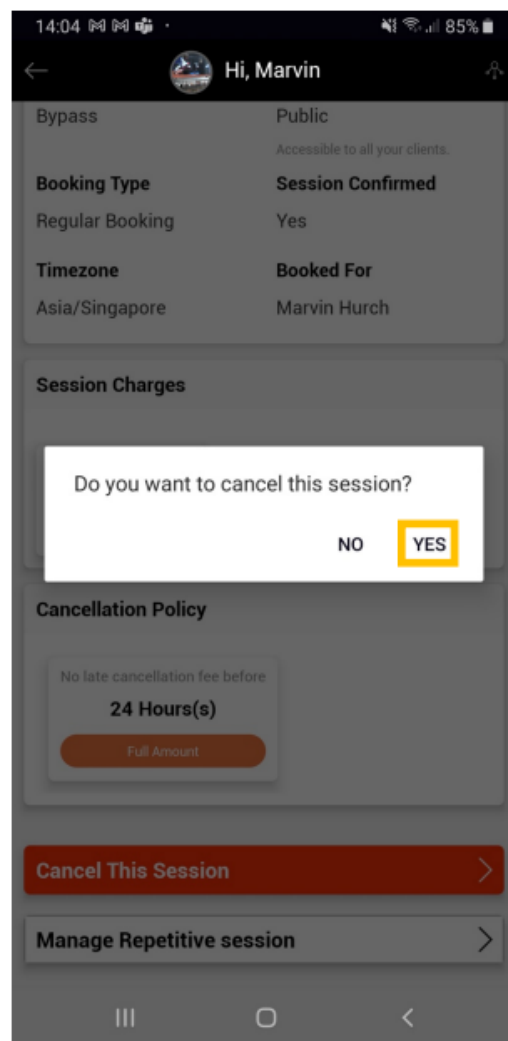 14:04 85%
Hi, Marvin
Bypass Public
Accessible to all your clients.
Booking Type Session Confirmed
Regular Booking Yes
Timezone Booked For
Asia/Singapore Marvin Hurch
Session Charges
Do you want to cancel this session?
NO YES
Cancellation Policy
No late cancellation fee before
24 Hours(s)
Full Amount
Cancel This Session
Manage Repetitive session